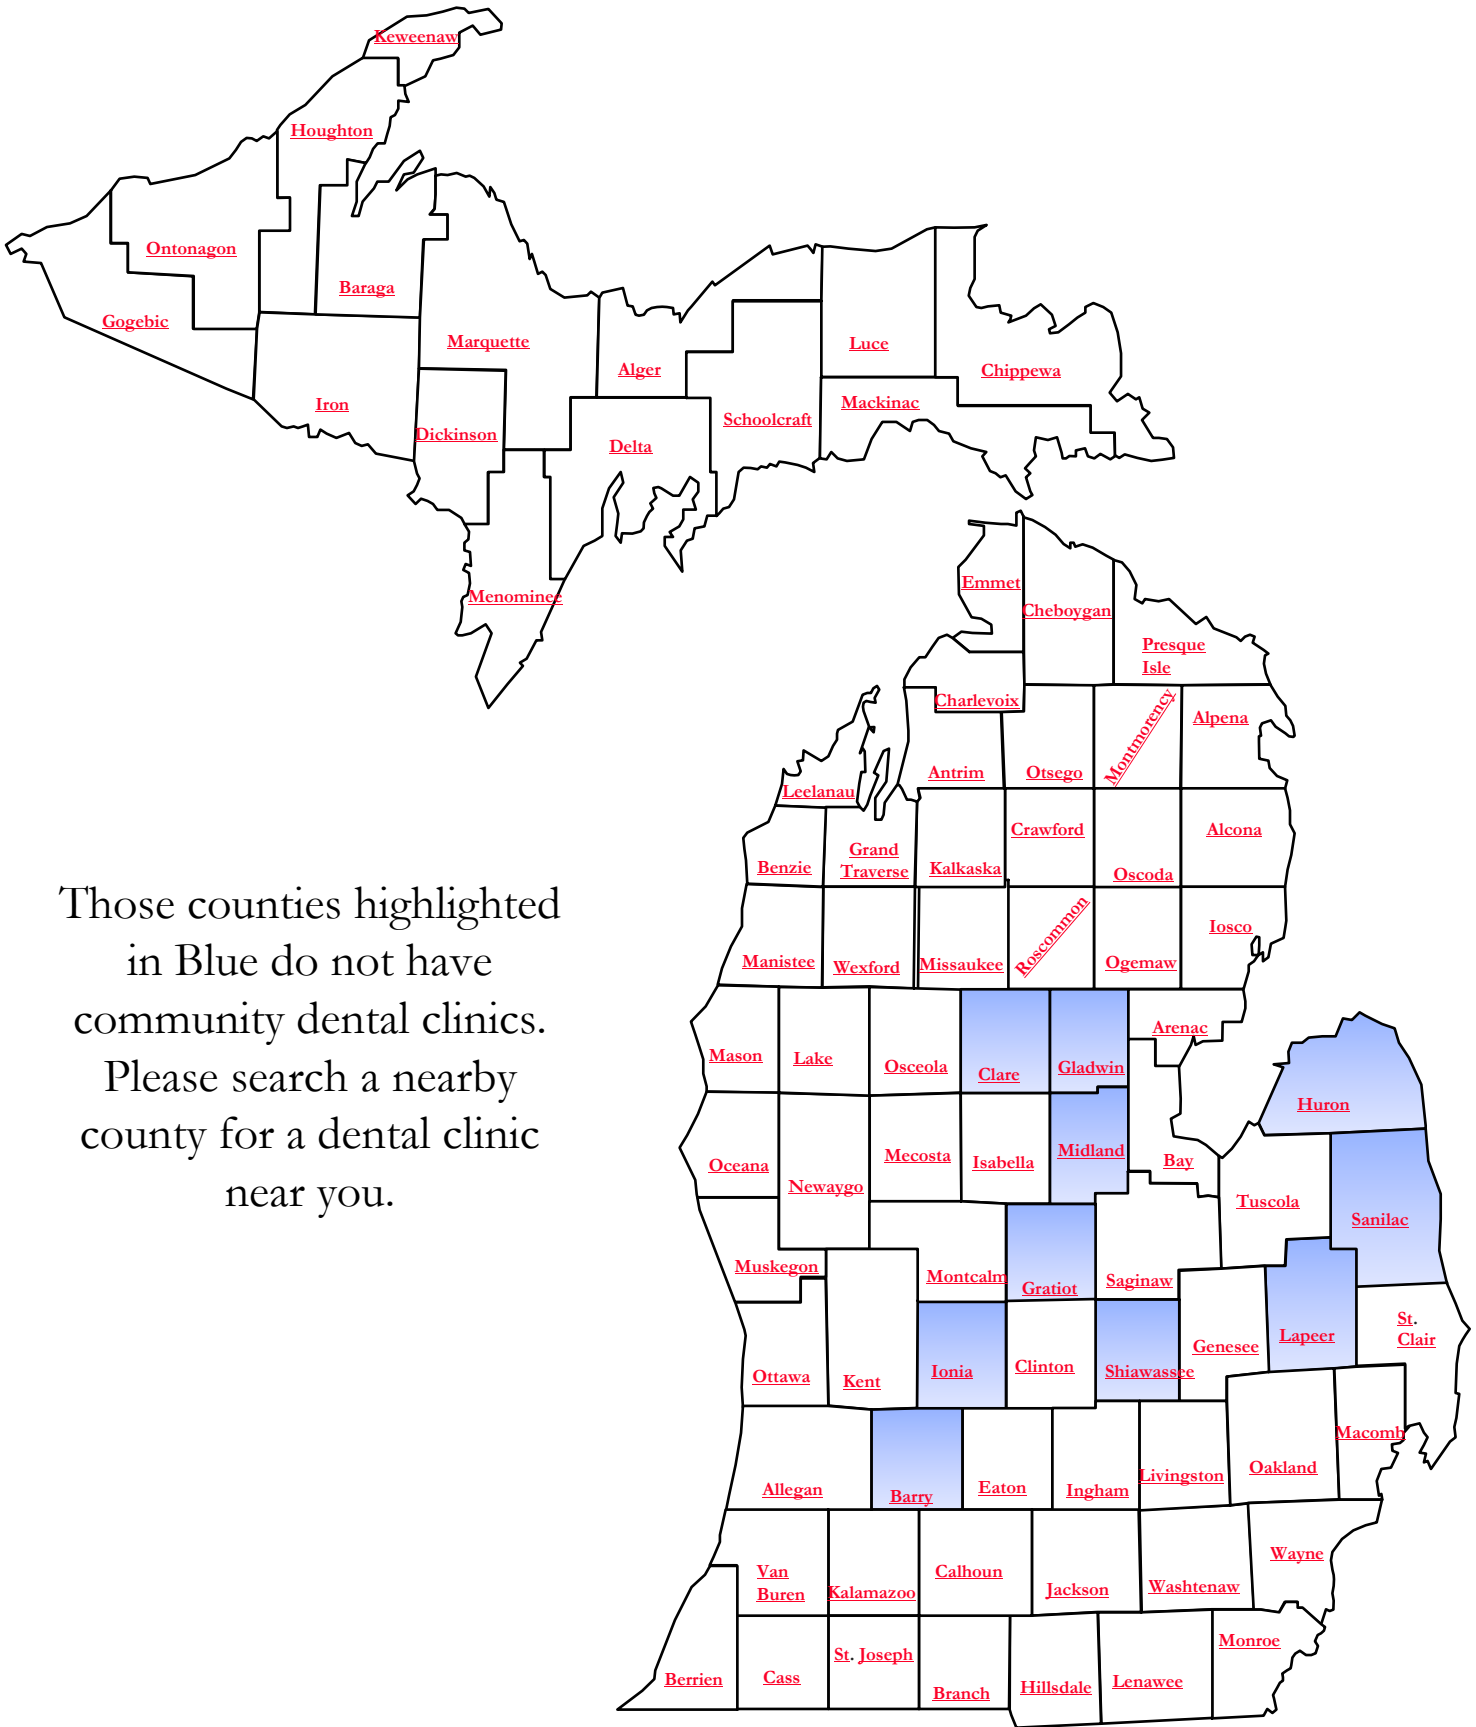 Keweenaw
Houghton
Ontonagon
Baraga
Gogebic
Marquette
Luce
Alger
Chippewa
Iron
Mackinac
Schoolcraft
Dickinson
Delta
Emmet
Menominee
Cheboygan
Presque
Isle
Charlevoix
Montmorency
Alpena
Antrim
Otsego
Leelanau
Crawford
Alcona
Grand
Traverse
Benzie
Kalkaska
Oscoda
Those counties highlighted
in Blue do not have
community dental clinics.
Please search a nearby
county for a dental clinic
near you.
Roscommon
Iosco
Manistee
Wexford
Missaukee
Ogemaw
Arenac
Mason
Lake
Osceola
Clare
Gladwin
Huron
Oceana
Newaygo
Mecosta
Isabella
Midland
Bay
Tuscola
Sanilac
Muskegon
Montcalm
Gratiot
Saginaw
St.
Clair
Lapeer
Genesee
Ottawa
Kent
Ionia
Clinton
Shiawassee
Macomb
Oakland
Livingston
Allegan
Barry
Eaton
Ingham
Van
Buren
Kalamazoo
Calhoun
Jackson
Washtenaw
Wayne
Monroe
Berrien
Cass
St. Joseph
Branch
Hillsdale
Lenawee